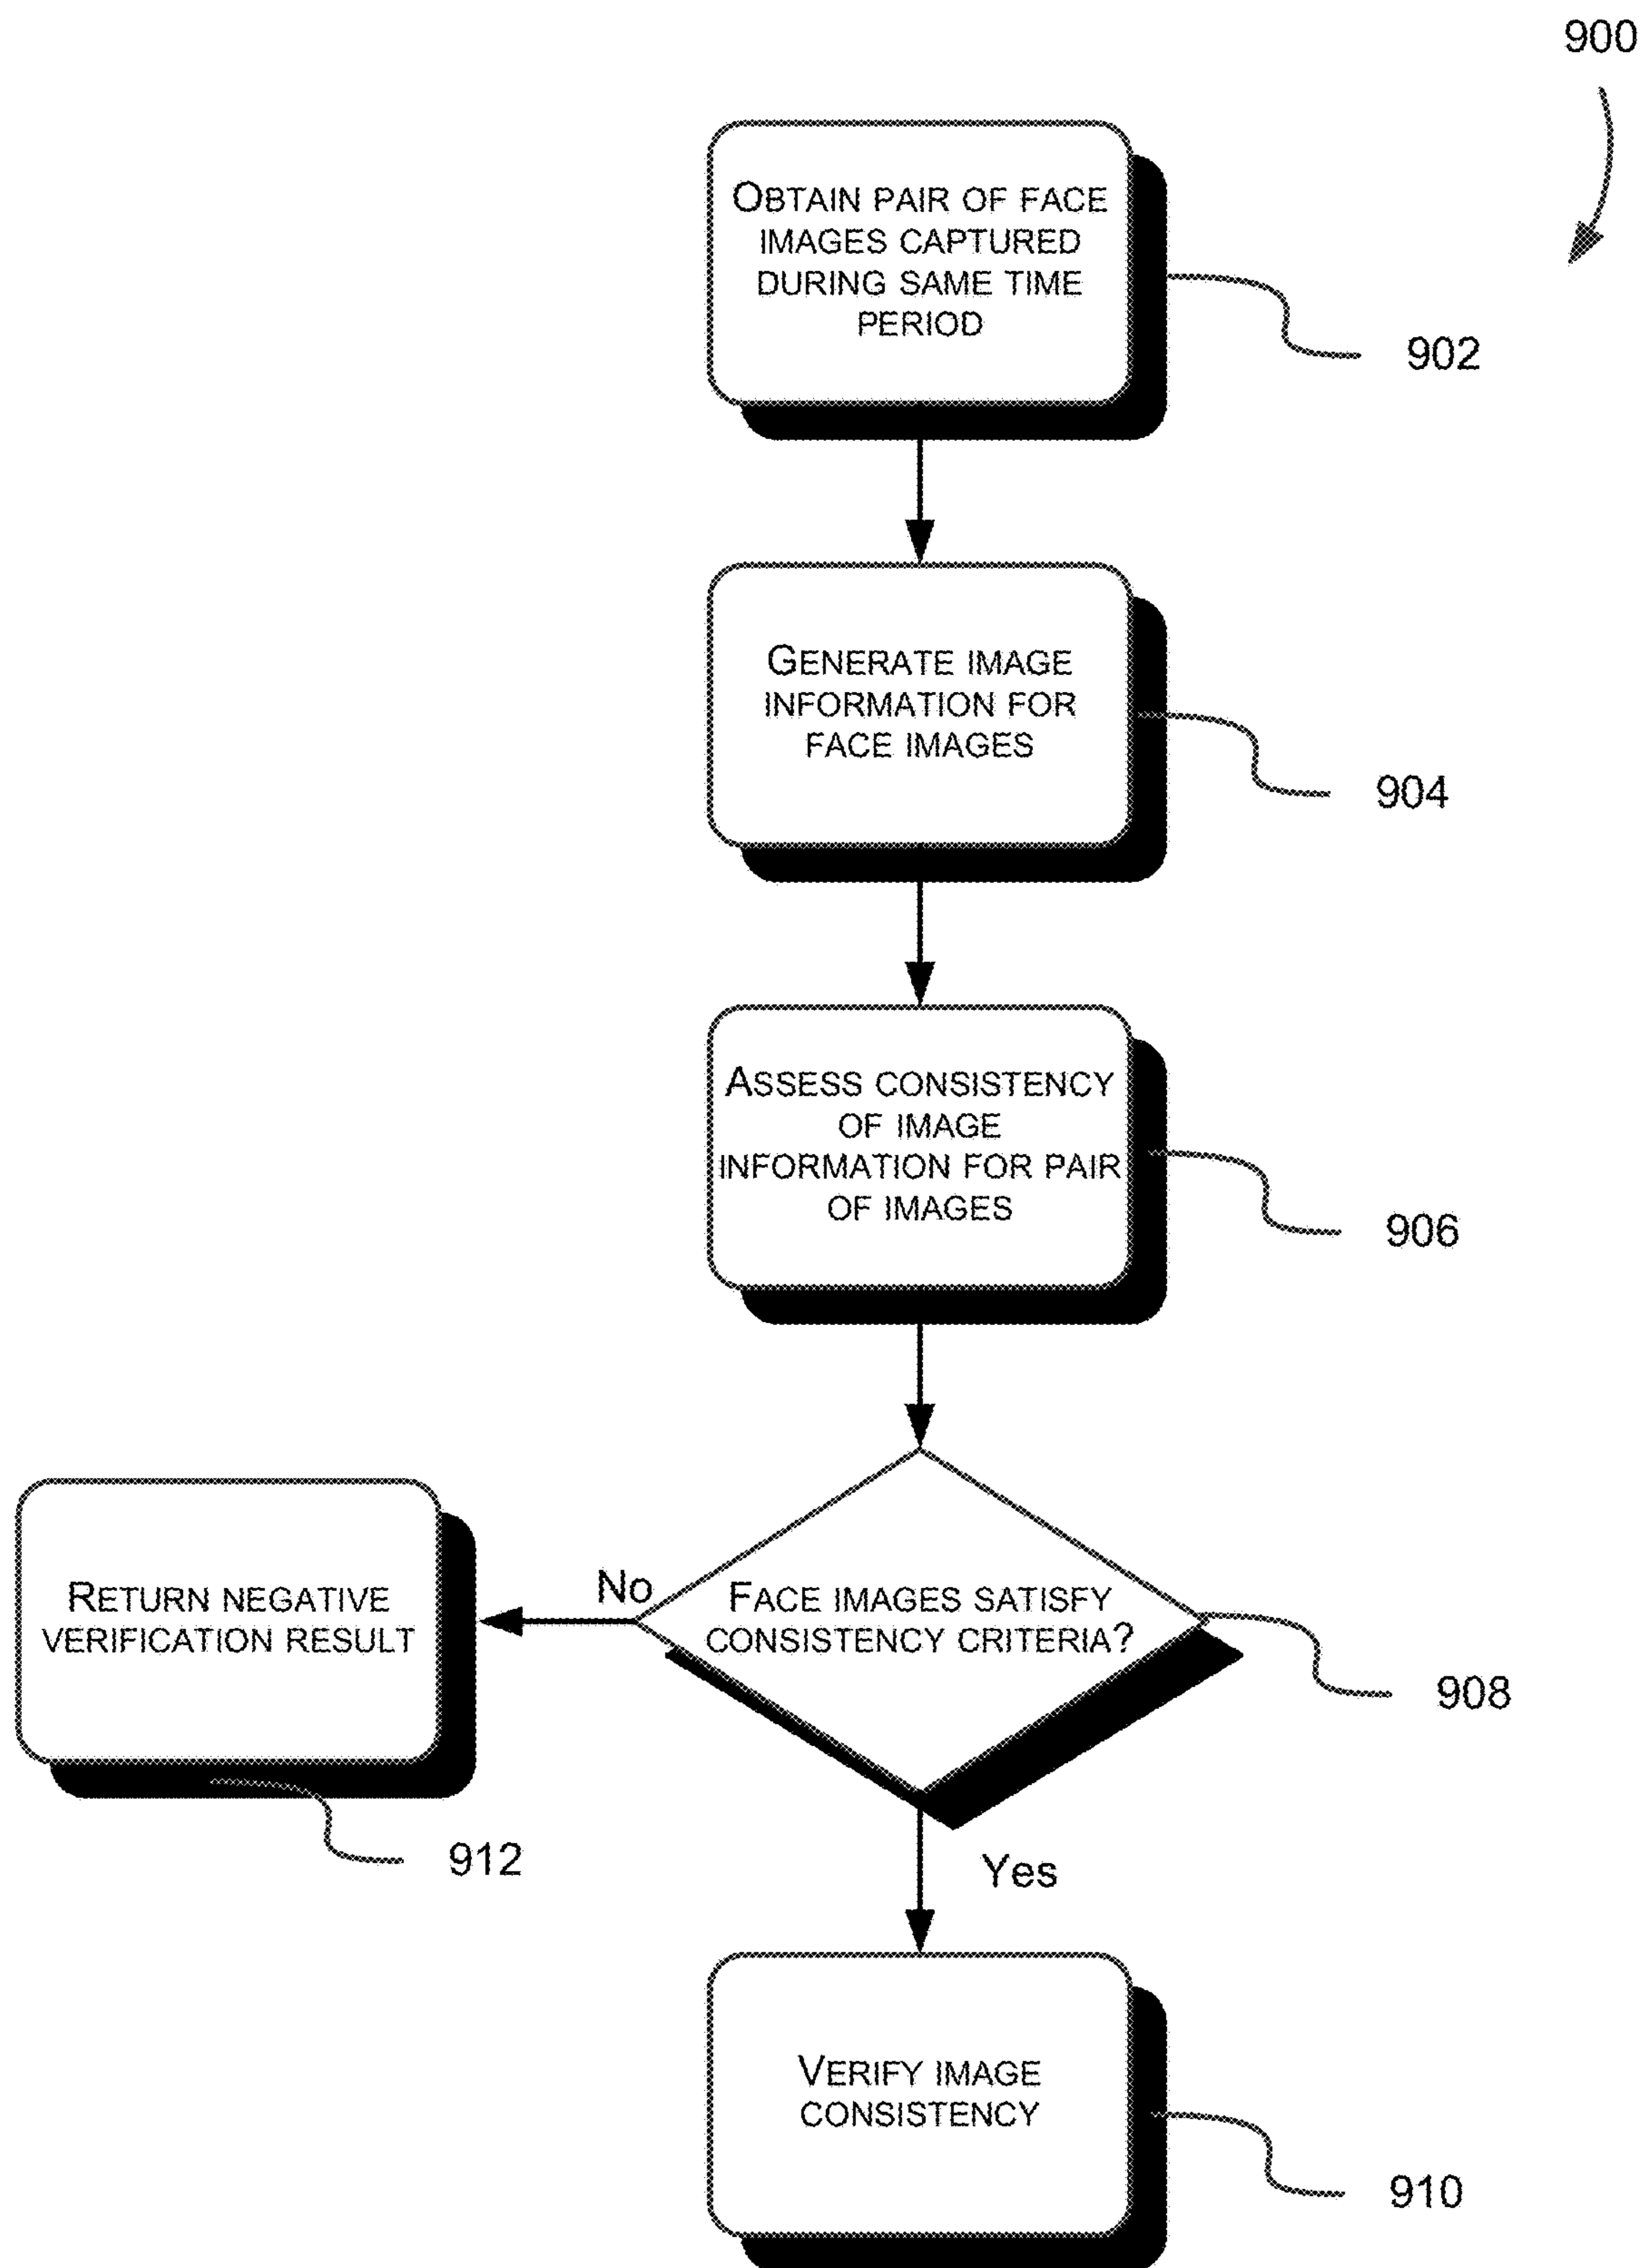 900
OBTAIN PAIR OF FACE
IMAGES CAPTURED
DURING SAME TIME
PERIOD
902
GENERATE IMAGE
INFORMATION FOR
FACE IMAGES
904
ASSESS CONSISTENCY
OF IMAGE
INFORMATION FOR PAIR
OF IMAGES
906
FACE IMAGES SATISFY
CONSISTENCY CRITERIA?
908
No
RETURN NEGATIVE
VERIFICATION RESULT
912
Yes
VERIFY IMAGE
CONSISTENCY
910